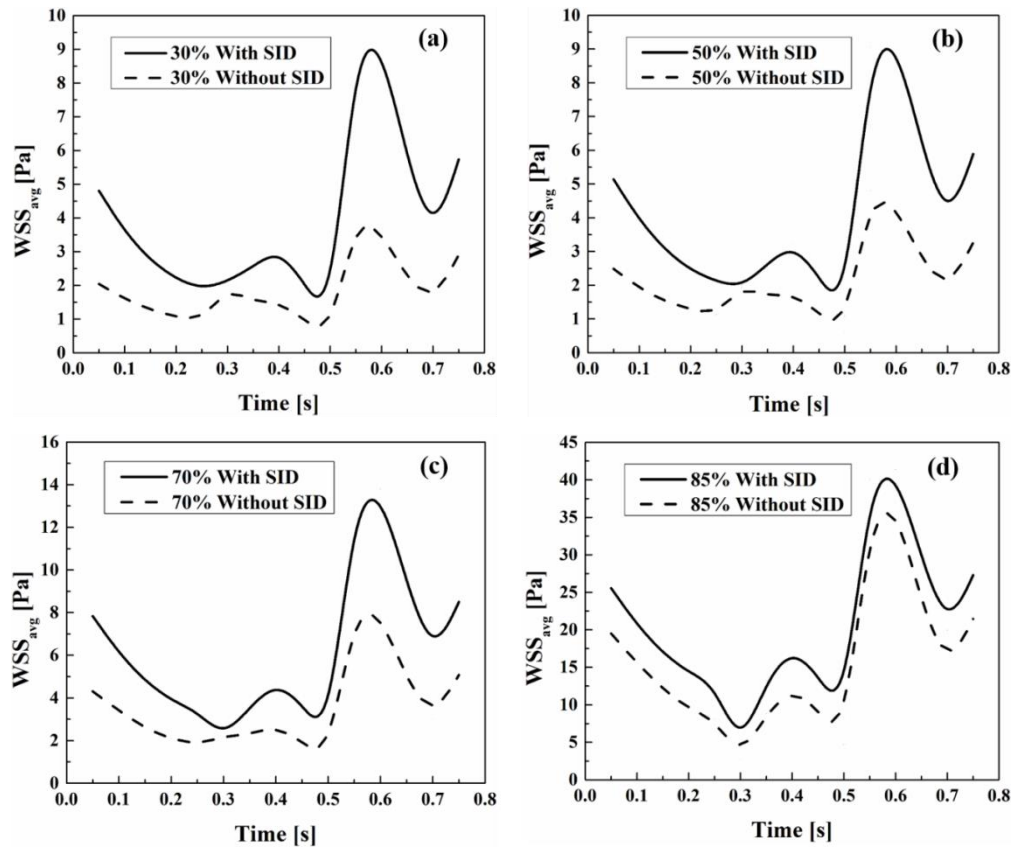 (a)
30% With SID
30% Without SID
WSSavg [Pa]
10
9
8
7
6
5
4
3
2
1
0
0.0 0.1 0.2 0.3 0.4 0.5 0.6 0.7 0.8
Time [s]
(b)
50% With SID
50% Without SID
WSSavg [Pa]
10
9
8
7
6
5
4
3
2
1
0
0.0 0.1 0.2 0.3 0.4 0.5 0.6 0.7 0.8
Time [s]
(c)
70% With SID
70% Without SID
WSSavg [Pa]
16
14
12
10
8
6
4
2
0
0.0 0.1 0.2 0.3 0.4 0.5 0.6 0.7 0.8
Time [s]
(d)
85% With SID
85% Without SID
WSSavg [Pa]
45
40
35
30
25
20
15
10
5
0
0.0 0.1 0.2 0.3 0.4 0.5 0.6 0.7 0.8
Time [s]